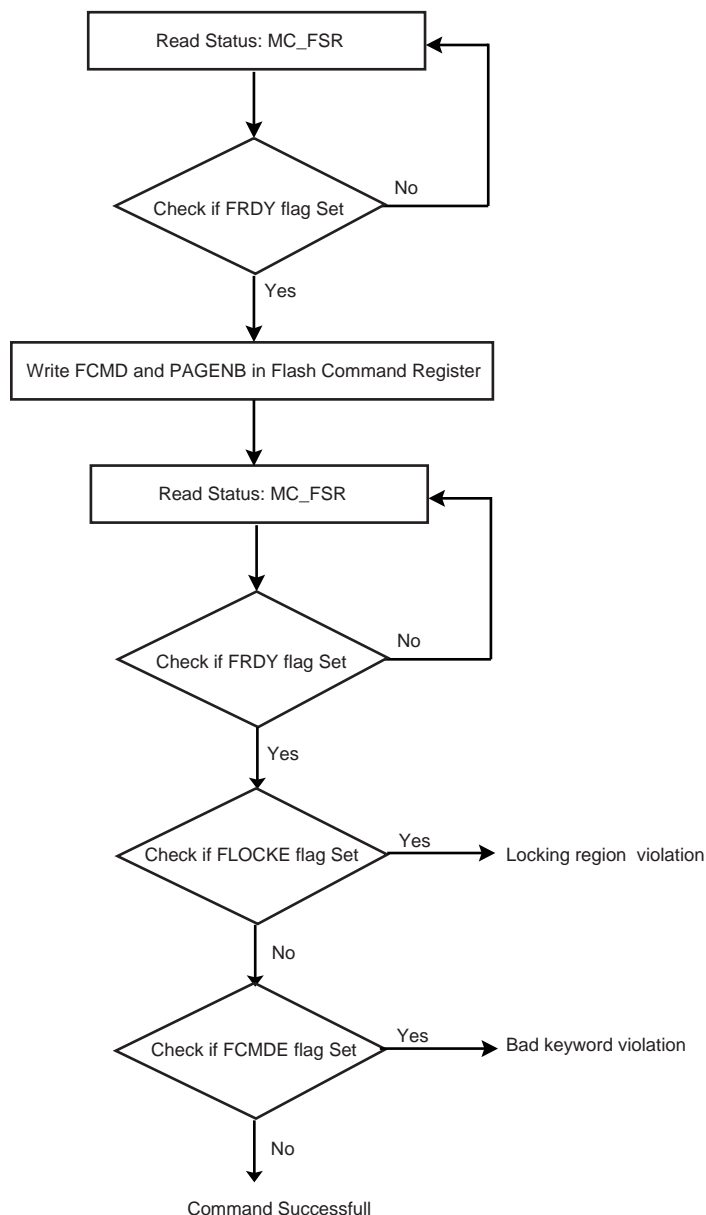 Read Status: MC_FSR
No
Check if FRDY flag Set
Yes
Write FCMD and PAGENB in Flash Command Register
Read Status: MC_FSR
No
Check if FRDY flag Set
Yes
Yes
Check if FLOCKE flag Set
Locking region violation
No
Yes
Check if FCMDE flag Set
Bad keyword violation
No
Command Successfull